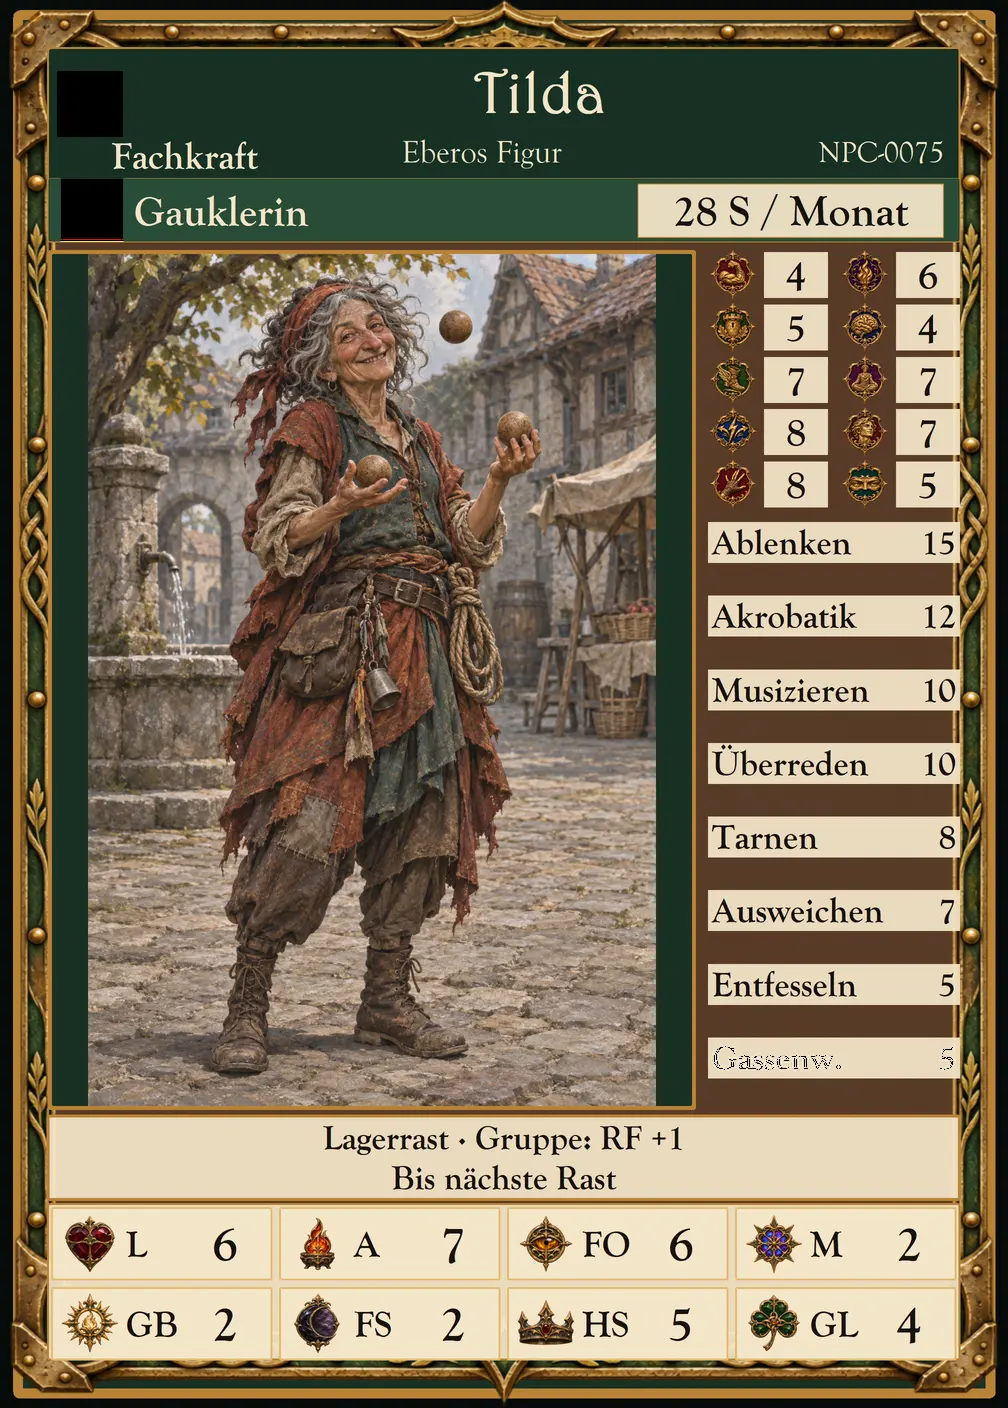 Tilda
Fachkraft Eberos Figur NPC-0075
Gauklerin 28 S / Monat
4 6
5 4
7 7
8 7
8 5
Ablenken 15
Akrobatik 12
Musizieren 10
Überreden 10
Tarnen 8
Ausweichen 7
Entfesseln 5
Gassenw. 5
Lagerrast · Gruppe: RF +1
Bis nächste Rast
L 6 A 7 FO 6 M 2
GB 2 FS 2 HS 5 GL 4